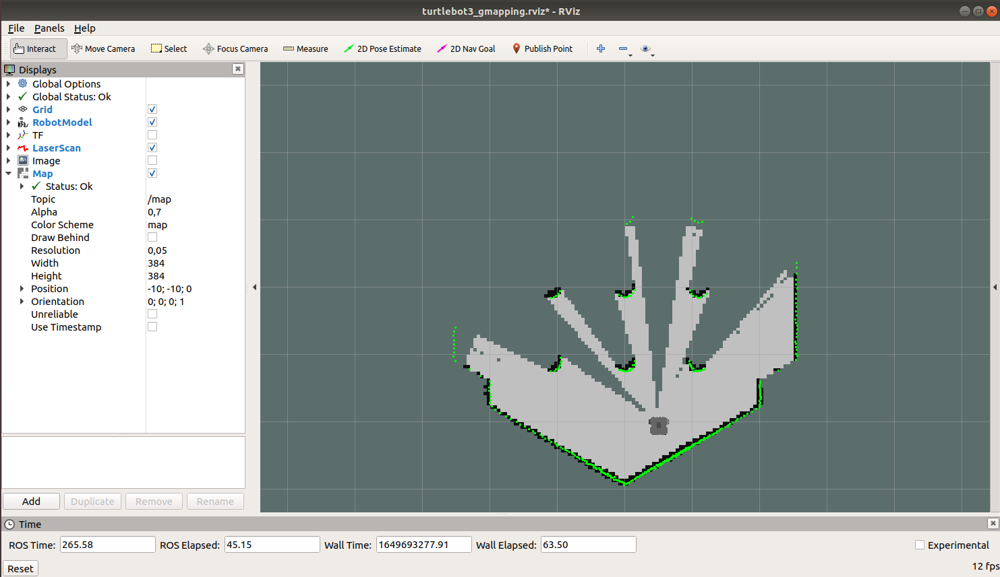 turtlebot3_gmapping.rviz* - RViz
File Panels Help
Interact Move Camera Select Focus Camera Measure 2D Pose Estimate 2D Nav Goal Publish Point
Displays
Global Options
Global Status: Ok
Grid
RobotModel
TF
LaserScan
Image
Map
Status: Ok
Topic /map
Alpha 0,7
Color Scheme map
Draw Behind
Resolution 0,05
Width 384
Height 384
Position -10; -10; 0
Orientation 0; 0; 0; 1
Unreliable
Use Timestamp
Add Duplicate Remove Rename
Time
ROS Time: 265.58 ROS Elapsed: 45.15 Wall Time: 1649693277.91 Wall Elapsed: 63.50 Experimental
Reset 12 fps